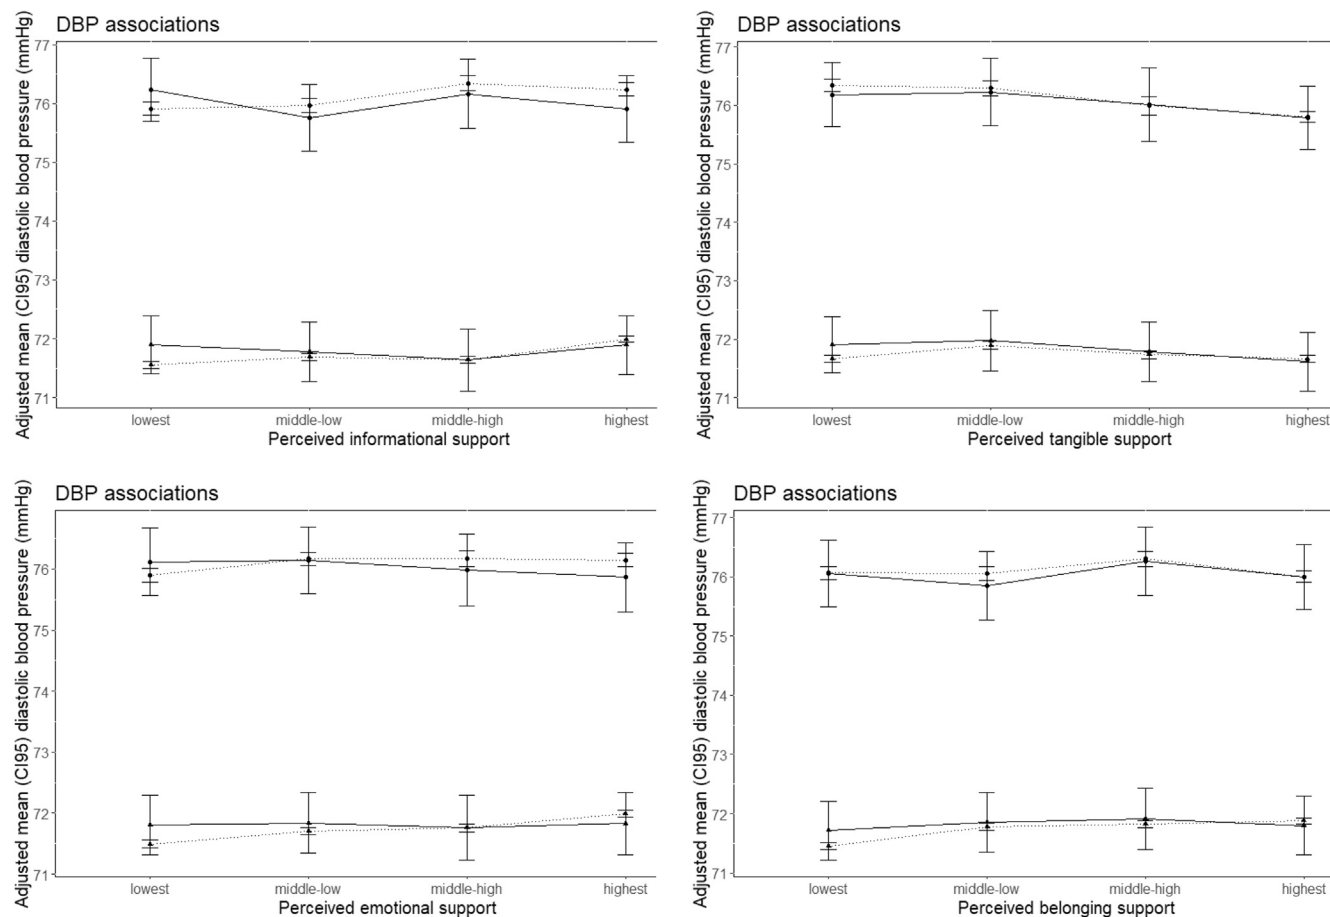 DBP associations
Adjusted mean (CI95) diastolic blood pressure (mmHg)
77
76
75
74
73
72
71
lowest
middle-low
middle-high
highest
Perceived informational support
DBP associations
Adjusted mean (CI95) diastolic blood pressure (mmHg)
77
76
75
74
73
72
71
lowest
middle-low
middle-high
highest
Perceived tangible support
DBP associations
Adjusted mean (CI95) diastolic blood pressure (mmHg)
76
75
74
73
72
71
lowest
middle-low
middle-high
highest
Perceived emotional support
DBP associations
Adjusted mean (CI95) diastolic blood pressure (mmHg)
77
76
75
74
73
72
71
lowest
middle-low
middle-high
highest
Perceived belonging support